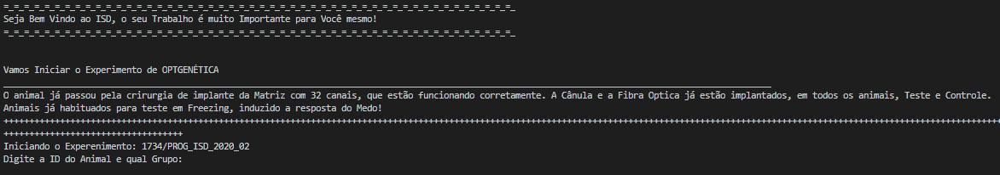 =_=_=_=_=_=_=_=_=_=_=_=_=_=_=_=_=_=_=_=_=_=_=_=_=_=_=_=_=_=_=_=_=_=_=_=_=_=_=_=_=_=_=_=_=_=_=_=_=_=_
Seja Bem Vindo ao ISD, o seu Trabalho é muito Importante para Você mesmo!
=_=_=_=_=_=_=_=_=_=_=_=_=_=_=_=_=_=_=_=_=_=_=_=_=_=_=_=_=_=_=_=_=_=_=_=_=_=_=_=_=_=_=_=_=_=_=_=_=_=_
Vamos Iniciar o Experimento de OPTGENÉTICA
______________________________________________________________________________________________________________________________________________________
O animal já passou pela crirurgia de implante da Matriz com 32 canais, que estão funcionando corretamente. A Cânula e a Fibra Optica já estão implantados, em todos os animais, Teste e Controle.
Animais já habituados para teste em Freezing, induzido a resposta do Medo!
+++++++++++++++++++++++++++++++++++++++++++++++++++++++++++++++++++++++++++++++++++++++++++++++++++++++++++++++++++++++++++++++++++++++++++++++++++++++++++++++++++++++++++++++++++++++++++++++++++
+++++++++++++++++++++++++++++++++++
Iniciando o Experenimento: 1734/PROG_ISD_2020_02
Digite a ID do Animal e qual Grupo: